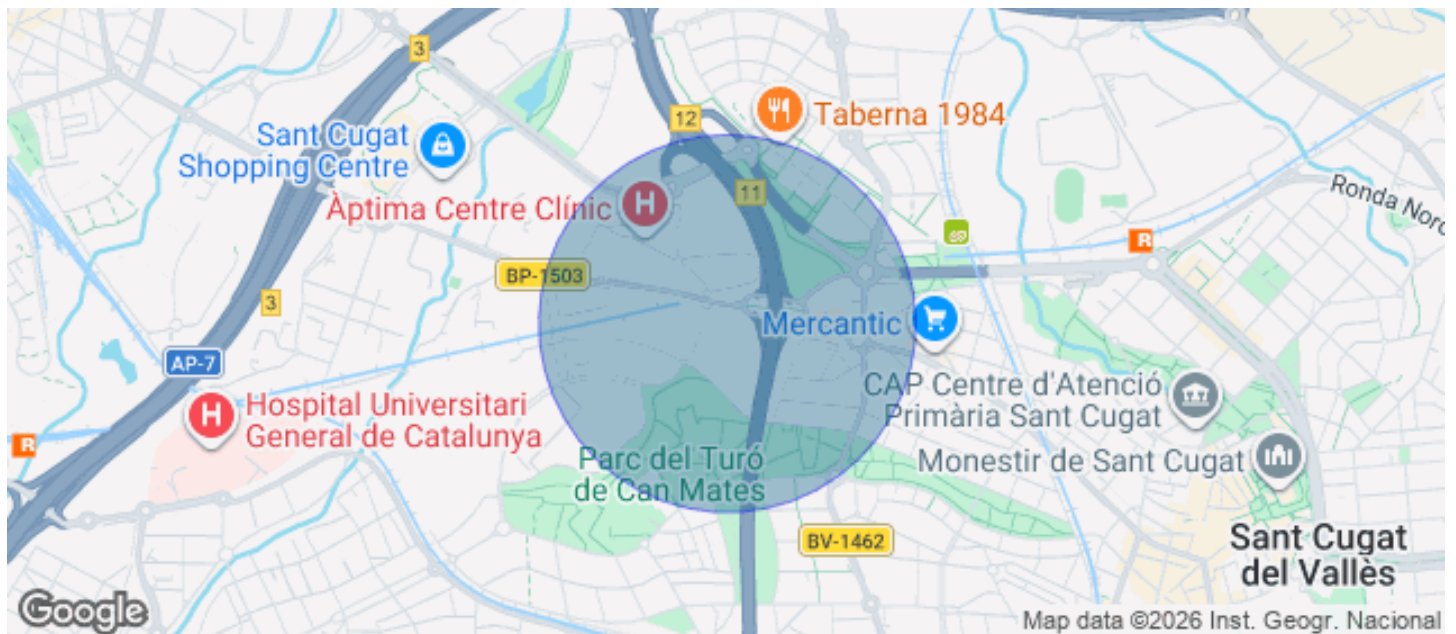 3
12
Taberna 1984
Sant Cugat
Shopping Centre
11
Àptima Centre Clínic
H
Ronda Nord
R
BP-1503
3
Mercantic
AP-7
CAP Centre d'Atenció
Primària Sant Cugat
H
Hospital Universitari
General de Catalunya
R
Parc del Turó
de Can Mates
Monestir de Sant Cugat
BV-1462
Sant Cugat
del Vallès
Google
Map data ©2026 Inst. Geogr. Nacional